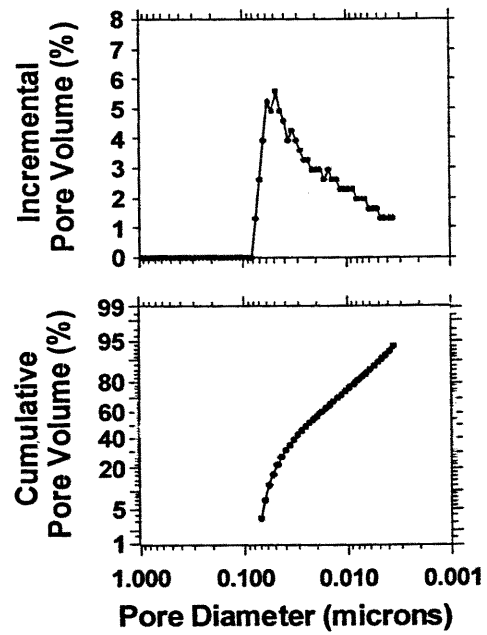 Incremental
Pore Volume (%)
8
7
6
5
4
3
2
1
0
Cumulative
Pore Volume (%)
99
95
80
60
40
20
5
1
1.000 0.100 0.010 0.001
Pore Diameter (microns)